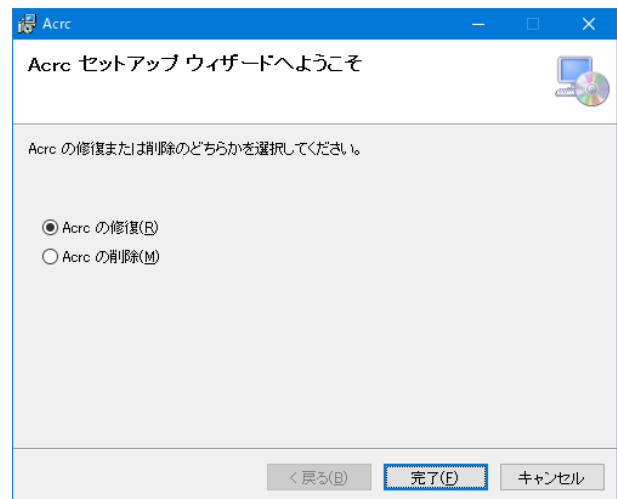 Acrc
Acrc セットアップ ウィザードへようこそ
Acrc の修復または削除のどちらかを選択してください。
Acrc の修復(R)
Acrc の削除(M)
< 戻る(B)
完了(F)
キャンセル